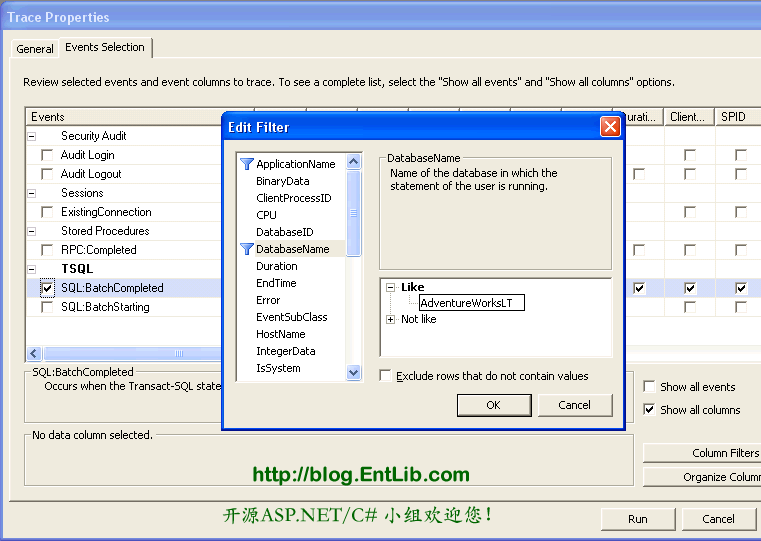 Trace Properties
General
Events Selection
Review selected events and event columns to trace. To see a complete list, select the "Show all events" and "Show all columns" options.
Events
urati...
Client...
SPID
Security Audit
Audit Login
Audit Logout
Sessions
ExistingConnection
Stored Procedures
RPC:Completed
TSQL
SQL:BatchCompleted
SQL:BatchStarting
Edit Filter
ApplicationName
BinaryData
ClientProcessID
CPU
DatabaseID
DatabaseName
Duration
EndTime
Error
EventSubClass
HostName
IntegerData
IsSystem
DatabaseName
Name of the database in which the
statement of the user is running.
Like
AdventureWorksLT
Not like
Exclude rows that do not contain values
OK
Cancel
SQL:BatchCompleted
Occurs when the Transact-SQL state
Show all events
Show all columns
No data column selected.
Column Filters
Organize Colum
http://blog.EntLib.com
开源ASP.NET/C# 小组欢迎您!
Run
Cancel